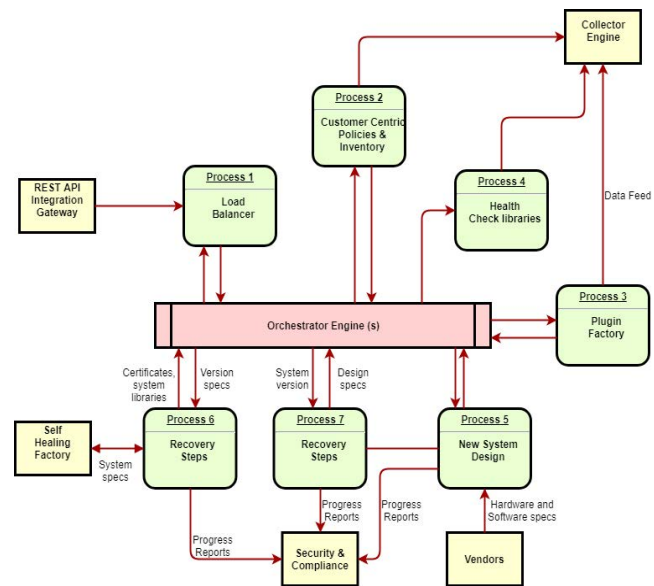 Collector
Engine
Process 2
Customer Centric
Policies &
Inventory
Process 1
Load
Balancer
REST API
Integration
Gateway
Process 4
Health
Check libraries
Data Feed
Process 3
Plugin
Factory
Orchestrator Engine (s)
Certificates,
system
libraries
Version
specs
System
version
Design
specs
Process 6
Recovery
Steps
Process 7
Recovery
Steps
Process 5
New System
Design
Self
Healing
Factory
System
specs
Progress
Reports
Progress
Reports
Progress
Reports
Hardware and
Software specs
Security &
Compliance
Vendors